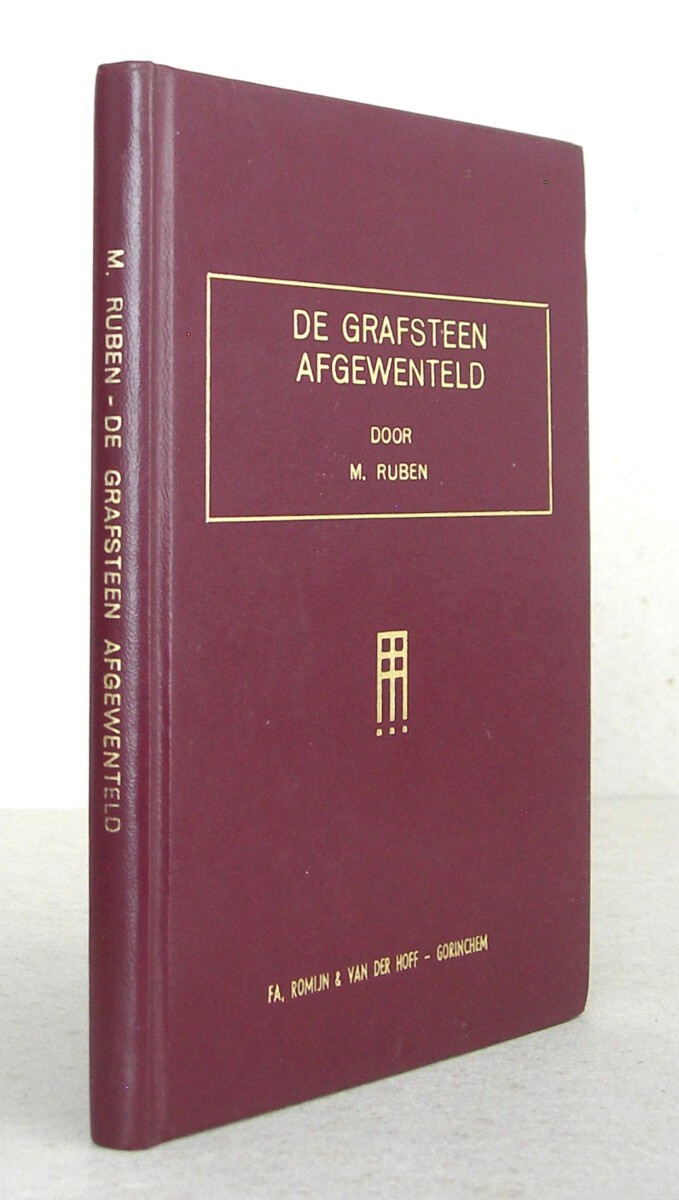 M. RUBEN - DE GRAFSTEEN AFGEWENTELD
DE GRAFSTEEN
AFGEWENTELD
DOOR
M. RUBEN
FA, ROMIJN & VAN DER HOFF - GORINCHEM